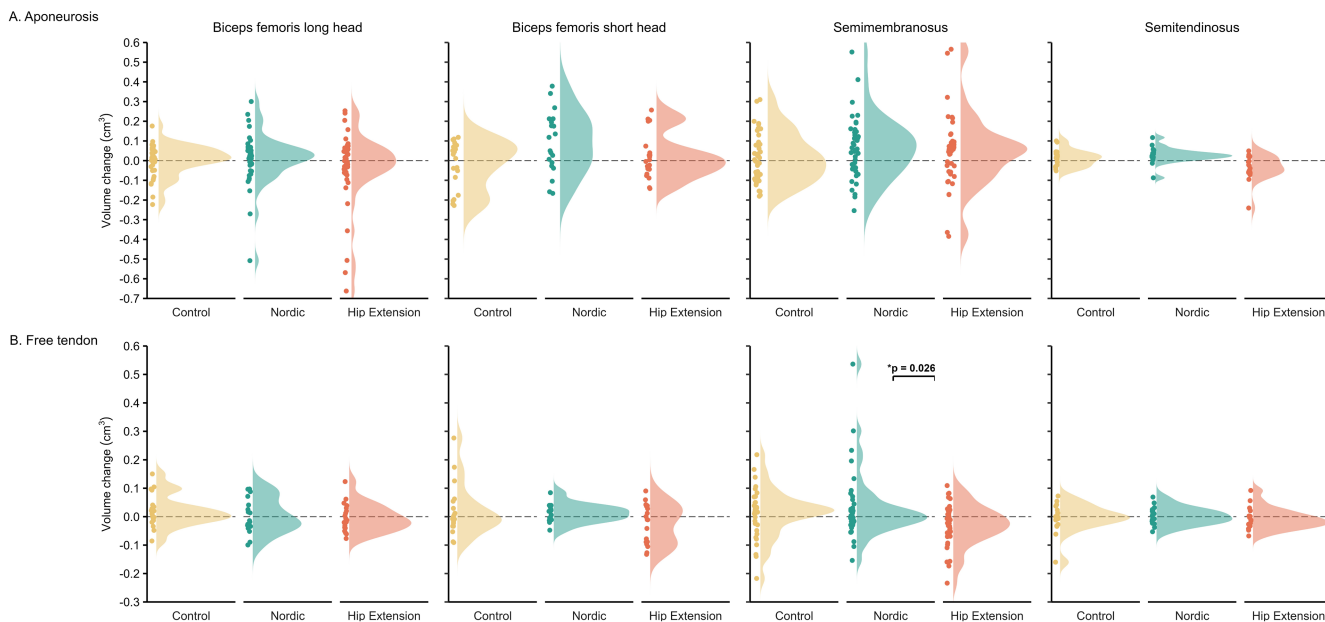 A. Aponeurosis
Biceps femoris long head
Biceps femoris short head
Semimembranosus
Semitendinosus
Volume change (cm³)
0.6
0.5
0.4
0.3
0.2
0.1
0.0
-0.1
-0.2
-0.3
-0.4
-0.5
-0.6
-0.7
Control Nordic Hip Extension
Control Nordic Hip Extension
Control Nordic Hip Extension
Control Nordic Hip Extension
B. Free tendon
Volume change (cm³)
0.6
0.5
0.4
0.3
0.2
0.1
0.0
-0.1
-0.2
-0.3
*p = 0.026
Control Nordic Hip Extension
Control Nordic Hip Extension
Control Nordic Hip Extension
Control Nordic Hip Extension